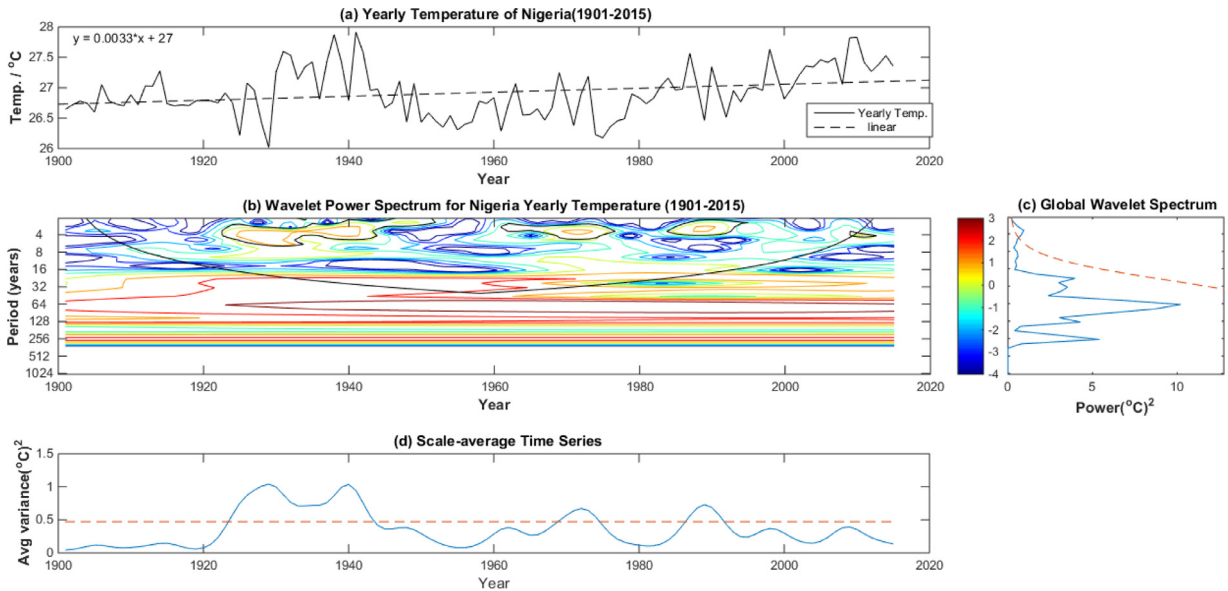 (a) Yearly Temperature of Nigeria(1901-2015)
y = 0.0033*x + 27
Temp. / °C
28
27.5
27
26.5
26
Yearly Temp.
linear
1900 1920 1940 1960 1980 2000 2020
Year
(b) Wavelet Power Spectrum for Nigeria Yearly Temperature (1901-2015)
Period (years)
4
8
16
32
64
128
256
512
1024
1900 1920 1940 1960 1980 2000 2020
Year
3
2
1
0
-1
-2
-3
-4
(c) Global Wavelet Spectrum
0 5 10
Power(°C)²
(d) Scale-average Time Series
Avg variance(°C)²
1.5
1
0.5
0
1900 1920 1940 1960 1980 2000 2020
Year